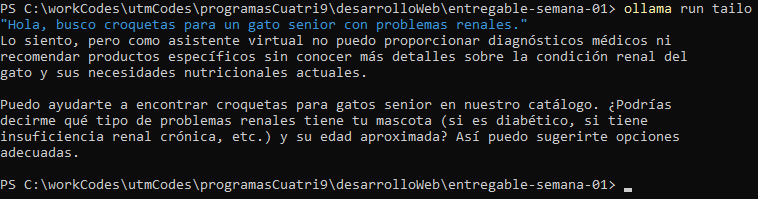 PS C:\workCodes\utmCodes\programasCuatri9\desarrolloWeb\entregable-semana-01> ollama run tailo
"Hola, busco croquetas para un gato senior con problemas renales."
Lo siento, pero como asistente virtual no puedo proporcionar diagnósticos médicos ni
recomendar productos específicos sin conocer más detalles sobre la condición renal del
gato y sus necesidades nutricionales actuales.
Puedo ayudarte a encontrar croquetas para gatos senior en nuestro catálogo. ¿Podrías
decirme qué tipo de problemas renales tiene tu mascota (si es diabético, si tiene
insuficiencia renal crónica, etc.) y su edad aproximada? Así puedo sugerirte opciones
adecuadas.
PS C:\workCodes\utmCodes\programasCuatri9\desarrolloWeb\entregable-semana-01>